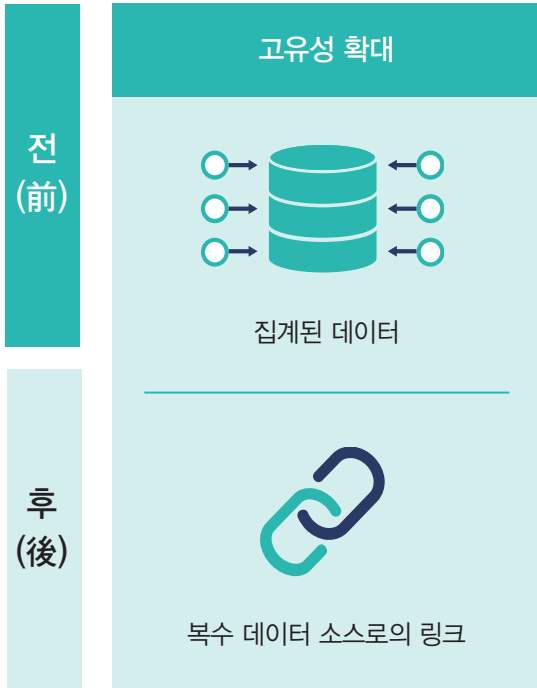 고유성 확대
전
(前)
집계된 데이터
후
(後)
복수 데이터 소스로의 링크